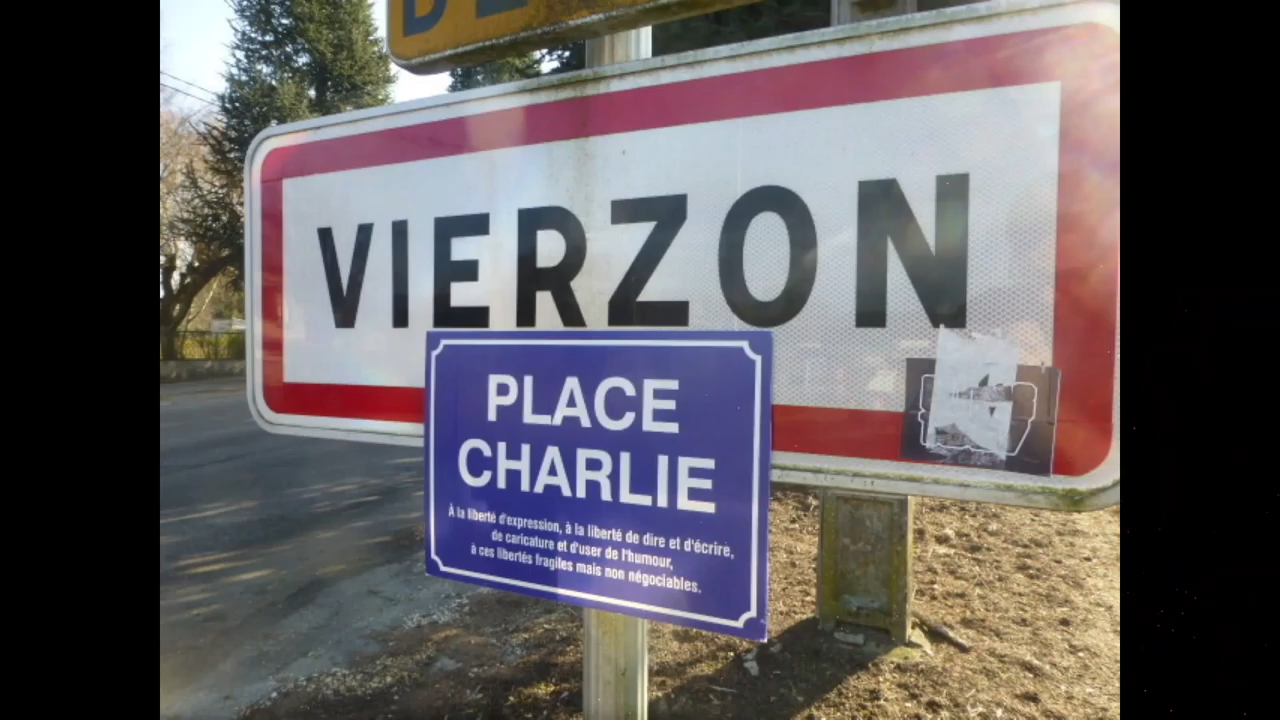 VIERZON
PLACE
CHARLIE
À la liberté d'expression, à la liberté de dire et d'écrire,
de caricature et d'user de l'humour,
à ces libertés fragiles mais non négociables.